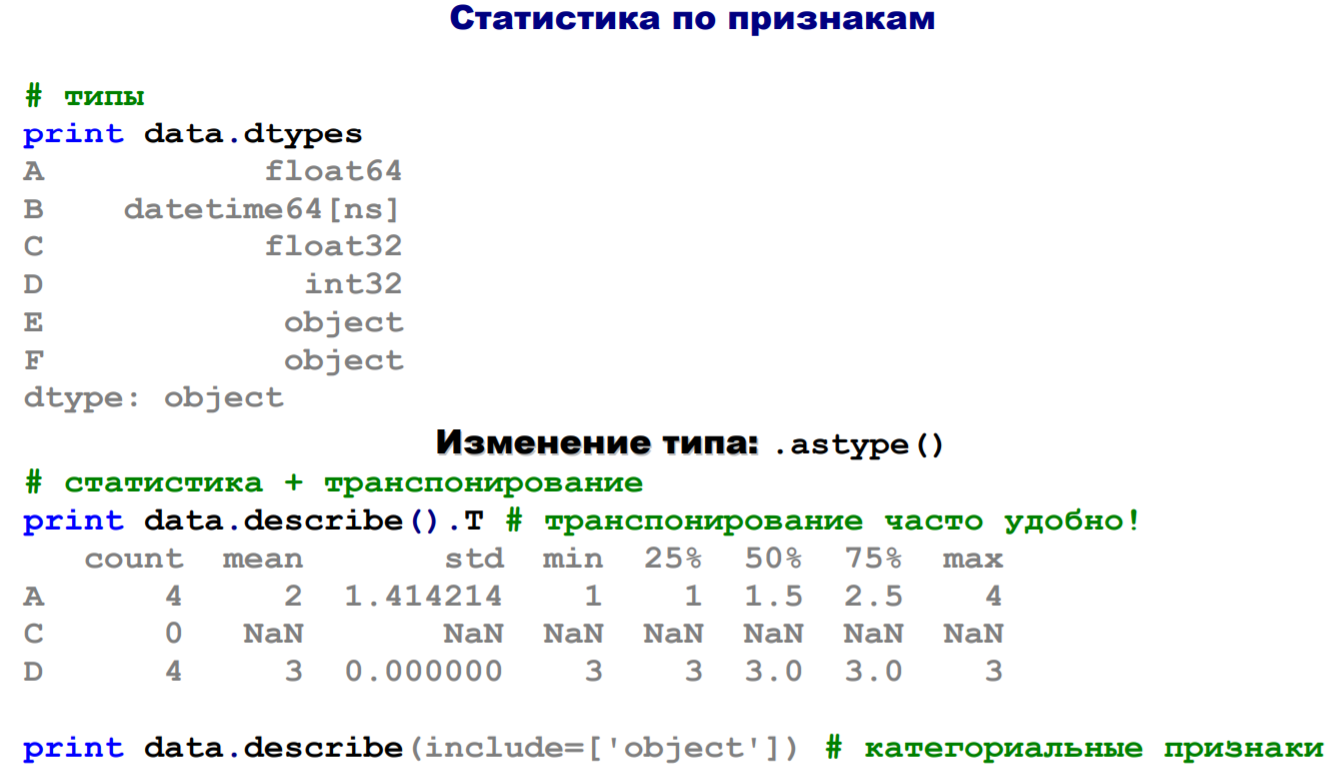 Статистика по признакам
# типы
print data.dtypes
A           float64
B    datetime64[ns]
C           float32
D             int32
E            object
F            object
dtype: object
Изменение типа: .astype()
# статистика + транспонирование
print data.describe().T # транспонирование часто удобно!
   count  mean       std  min  25%  50%  75%  max
A      4     2  1.414214    1    1  1.5  2.5    4
C      0   NaN       NaN  NaN  NaN  NaN  NaN  NaN
D      4     3  0.000000    3    3  3.0  3.0    3
print data.describe(include=['object']) # категориальные признаки